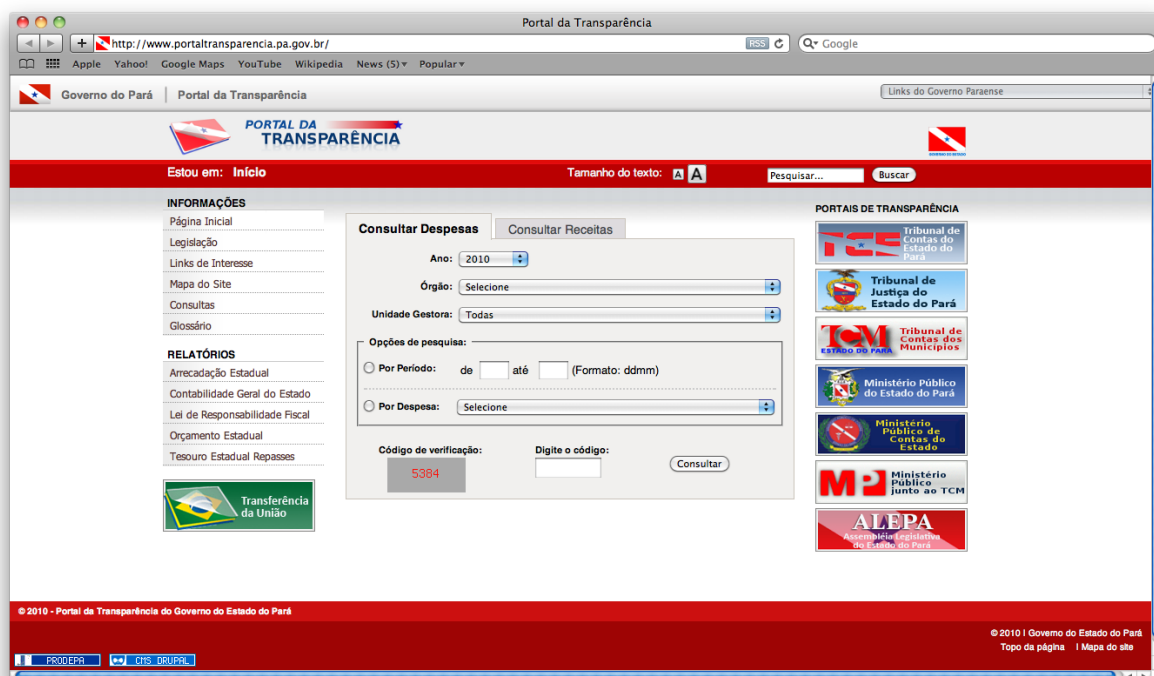 Portal da Transparência
http://www.portaltransparencia.pa.gov.br/
RSS
Google
Apple Yahoo! Google Maps YouTube Wikipedia News (5) Popular
Governo do Pará | Portal da Transparência
Links do Governo Paraense
PORTAL DA
TRANSPARÊNCIA
Estou em: Início
Tamanho do texto: A A
Pesquisar...
Buscar
INFORMAÇÕES
Página Inicial
Legislação
Links de Interesse
Mapa do Site
Consultas
Glossário
RELATÓRIOS
Arrecadação Estadual
Contabilidade Geral do Estado
Lei de Responsabilidade Fiscal
Orçamento Estadual
Tesouro Estadual Repasses
Transferência
da União
Consultar Despesas
Consultar Receitas
Ano: 2010
Órgão: Selecione
Unidade Gestora: Todas
Opções de pesquisa:
Por Período: de até (Formato: ddmm)
Por Despesa: Selecione
Código de verificação:
5384
Digite o código:
Consultar
PORTAIS DE TRANSPARÊNCIA
TCE
Tribunal de
Contas do
Estado do
Pará
Tribunal de
Justiça do
Estado do Pará
TCM
ESTADO DO PARÁ
Tribunal de
Contas dos
Municípios
Ministério Público
do Estado do Pará
Ministério
Público de
Contas do
Estado
MP
Ministério
Público
junto ao TCM
ALEPA
Assembléia Legislativa
do Estado do Pará
© 2010 - Portal da Transparência do Governo do Estado do Pará
© 2010 | Governo do Estado do Pará
Topo da página | Mapa do site
PRODEPA
CMS DRUPAL